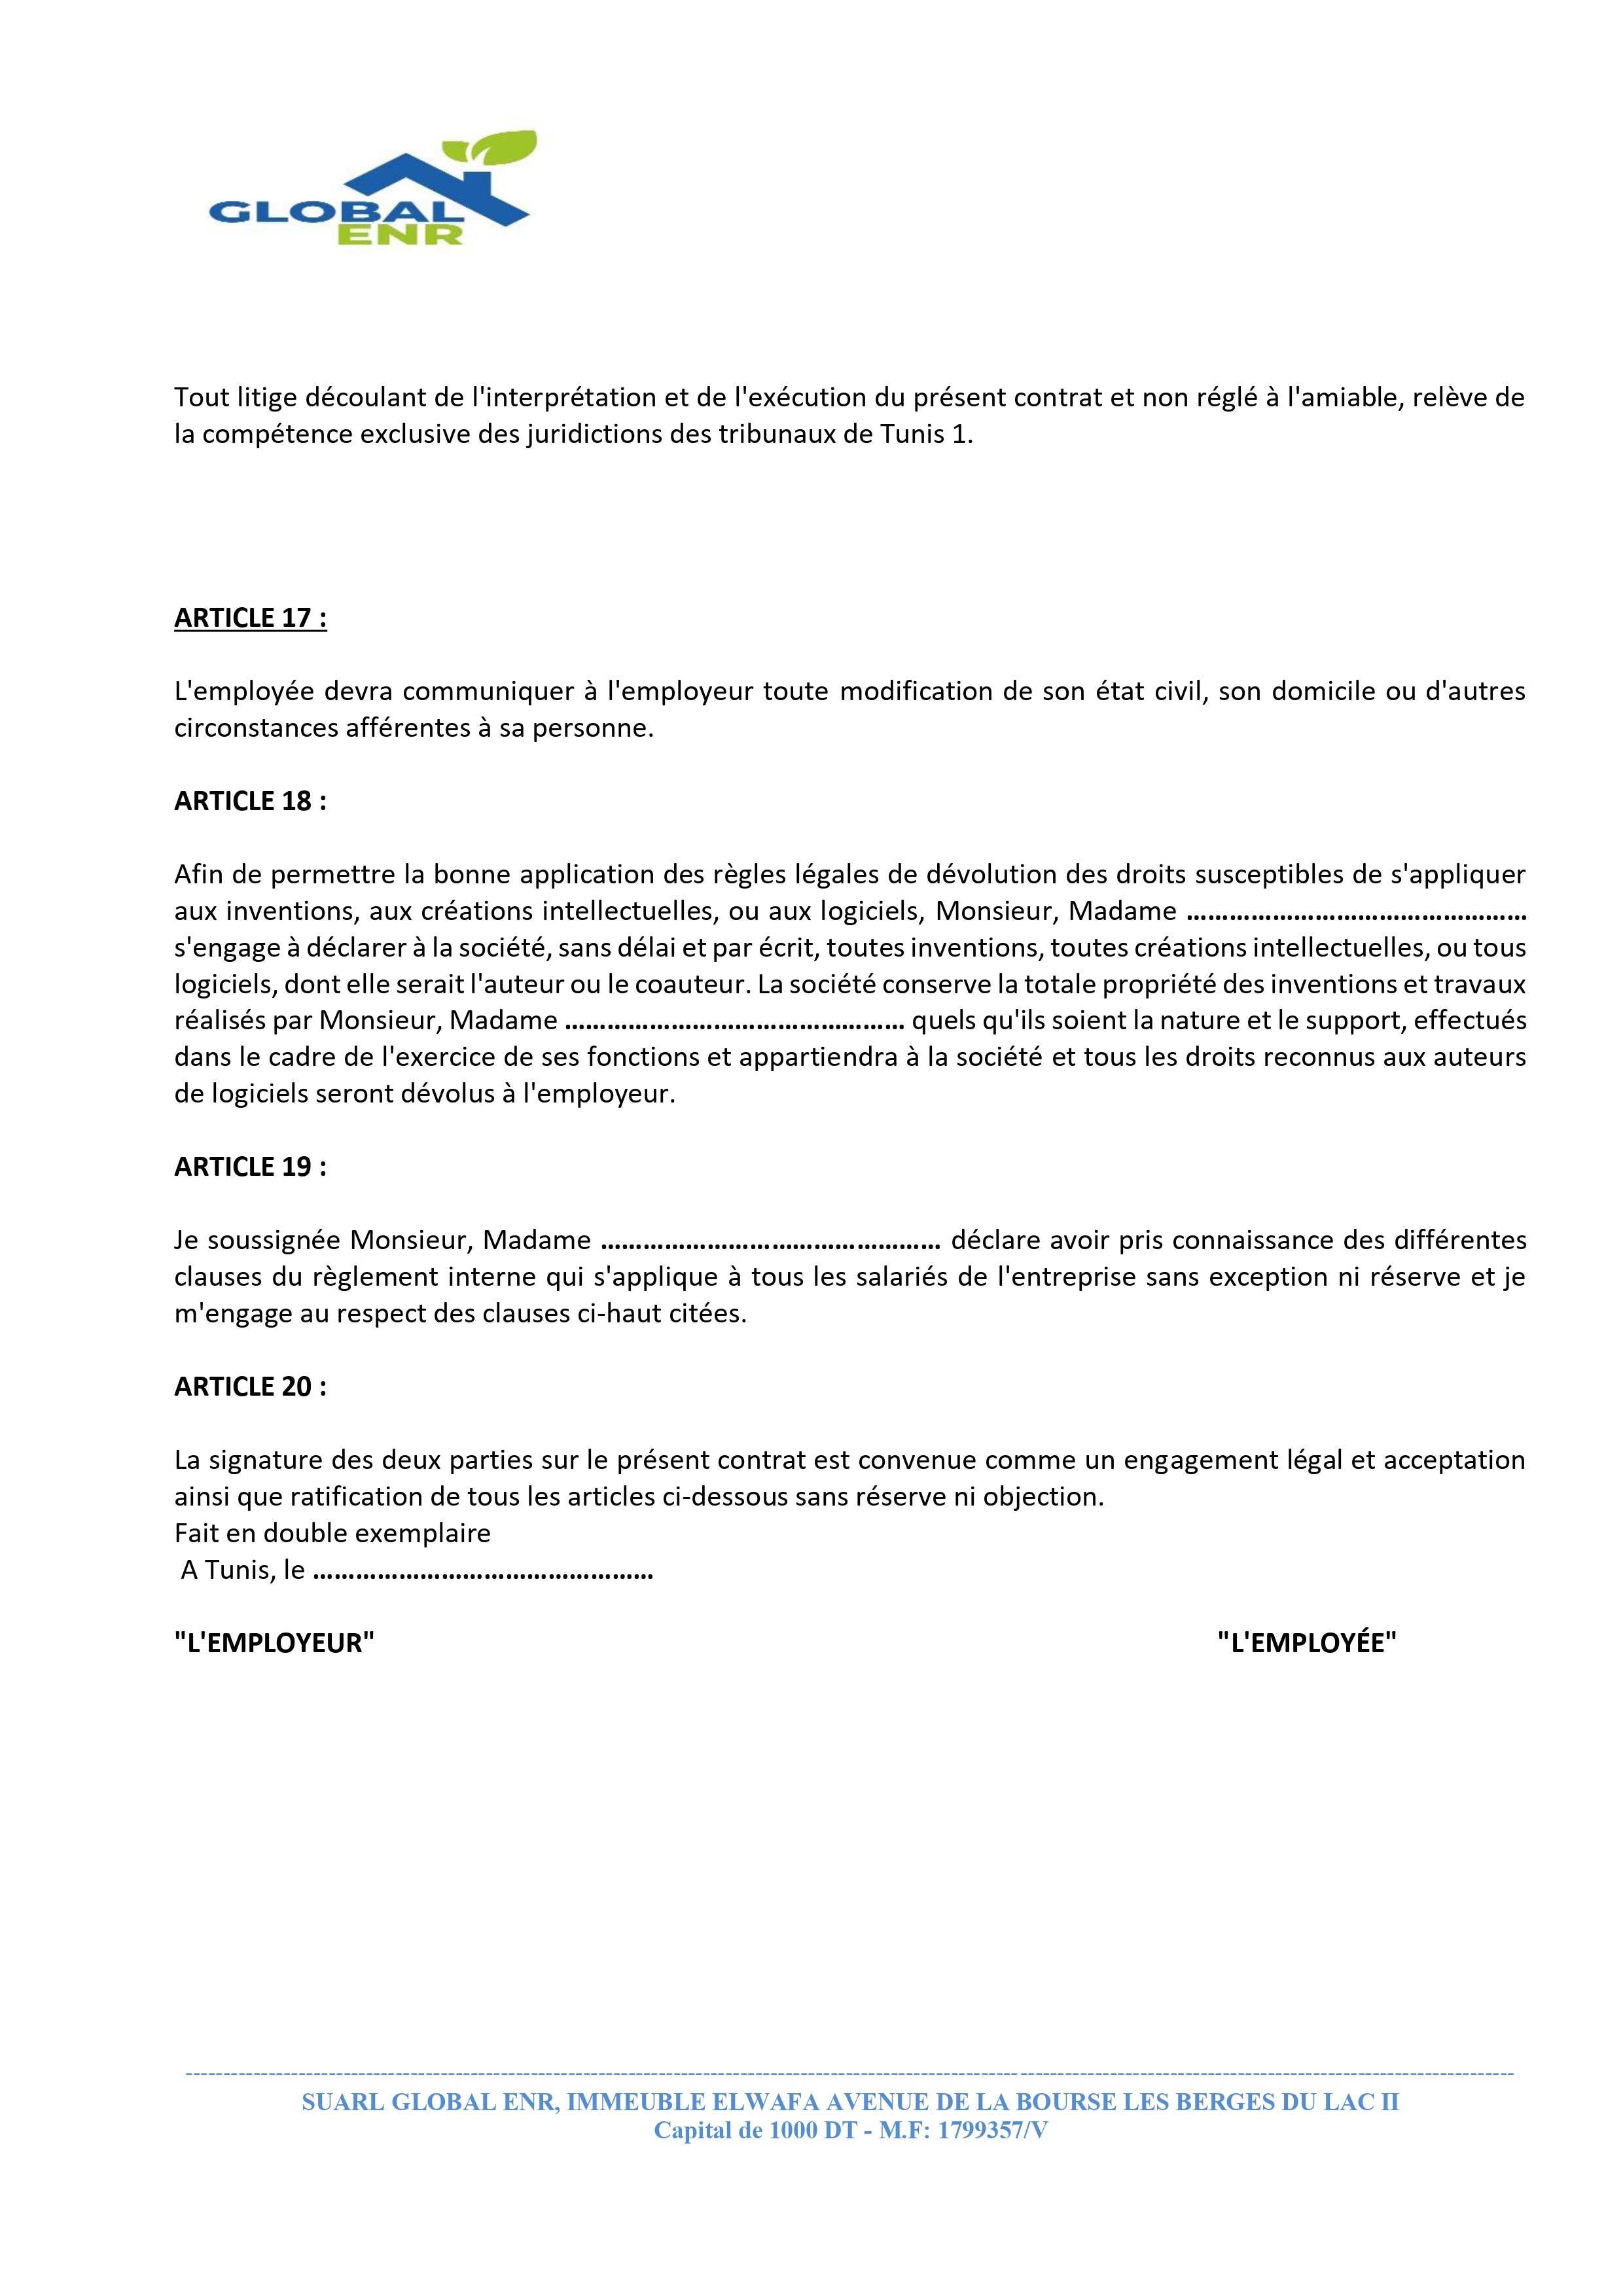 GLOBAL
ENR
Tout litige découlant de l'interprétation et de l'exécution du présent contrat et non réglé à l'amiable, relève de
la compétence exclusive des juridictions des tribunaux de Tunis 1.
ARTICLE 17 :
L'employée devra communiquer à l'employeur toute modification de son état civil, son domicile ou d'autres
circonstances afférentes à sa personne.
ARTICLE 18 :
Afin de permettre la bonne application des règles légales de dévolution des droits susceptibles de s'appliquer
aux inventions, aux créations intellectuelles, ou aux logiciels, Monsieur, Madame …………………………………………
s'engage à déclarer à la société, sans délai et par écrit, toutes inventions, toutes créations intellectuelles, ou tous
logiciels, dont elle serait l'auteur ou le coauteur. La société conserve la totale propriété des inventions et travaux
réalisés par Monsieur, Madame ………………………………………… quels qu'ils soient la nature et le support, effectués
dans le cadre de l'exercice de ses fonctions et appartiendra à la société et tous les droits reconnus aux auteurs
de logiciels seront dévolus à l'employeur.
ARTICLE 19 :
Je soussignée Monsieur, Madame ………………………………………… déclare avoir pris connaissance des différentes
clauses du règlement interne qui s'applique à tous les salariés de l'entreprise sans exception ni réserve et je
m'engage au respect des clauses ci-haut citées.
ARTICLE 20 :
La signature des deux parties sur le présent contrat est convenue comme un engagement légal et acceptation
ainsi que ratification de tous les articles ci-dessous sans réserve ni objection.
Fait en double exemplaire
A Tunis, le …………………………………………
"L'EMPLOYEUR" "L'EMPLOYÉE"
SUARL GLOBAL ENR, IMMEUBLE ELWAFA AVENUE DE LA BOURSE LES BERGES DU LAC II
Capital de 1000 DT - M.F: 1799357/V